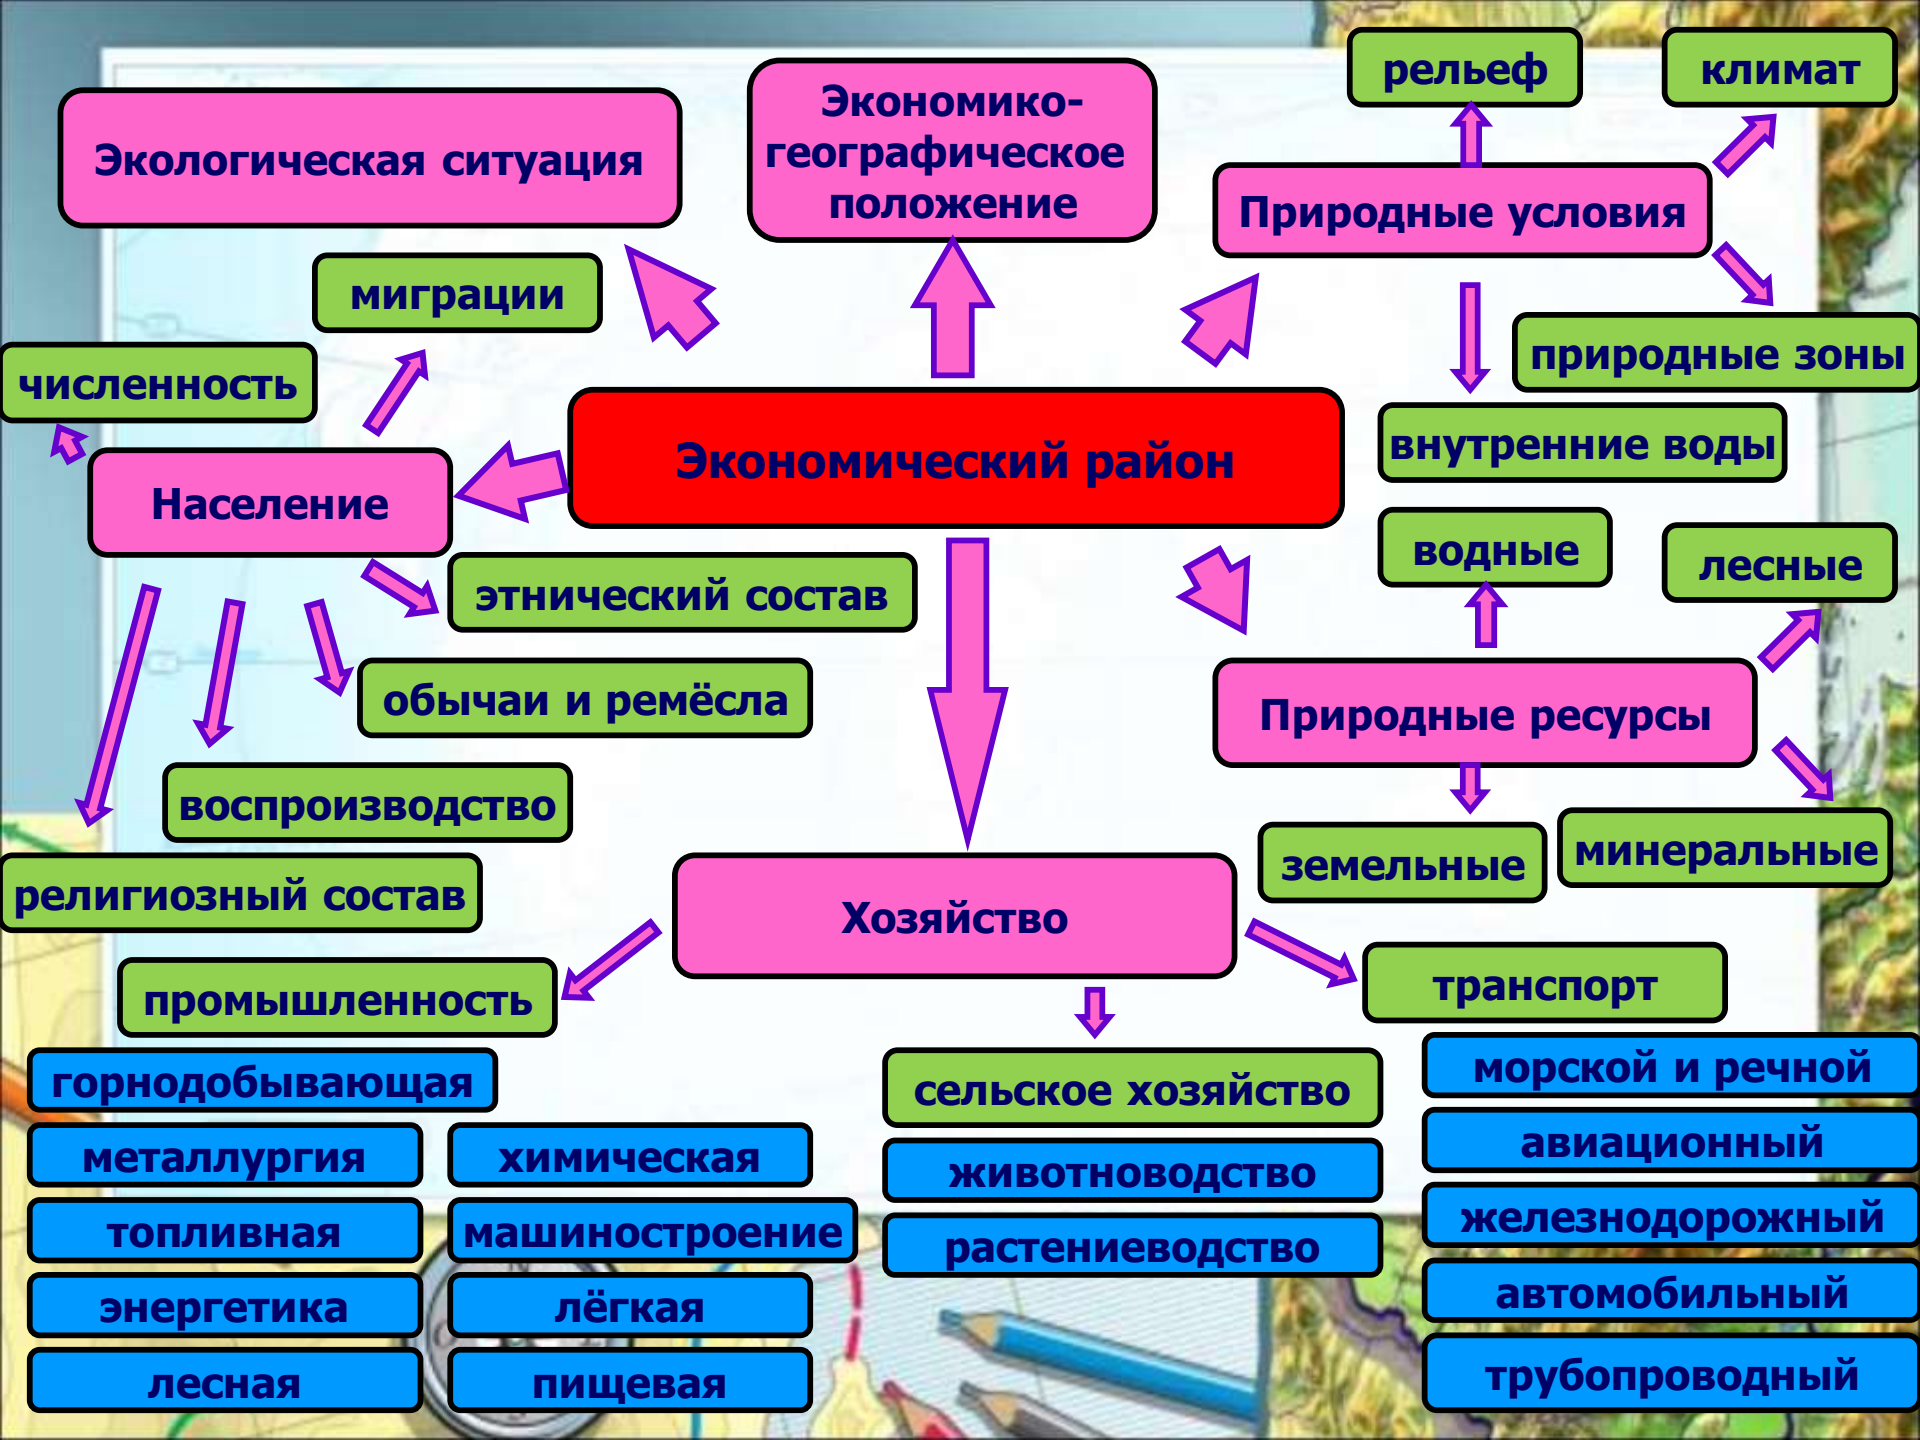 Экологическая ситуация
Экономико-
географическое
положение
рельеф
климат
Природные условия
миграции
численность
природные зоны
внутренние воды
Экономический район
Население
водные
лесные
этнический состав
обычаи и ремёсла
Природные ресурсы
воспроизводство
земельные
минеральные
религиозный состав
Хозяйство
промышленность
транспорт
горнодобывающая
металлургия
химическая
топливная
машиностроение
энергетика
лёгкая
лесная
пищевая
сельское хозяйство
животноводство
растениеводство
морской и речной
авиационный
железнодорожный
автомобильный
трубопроводный